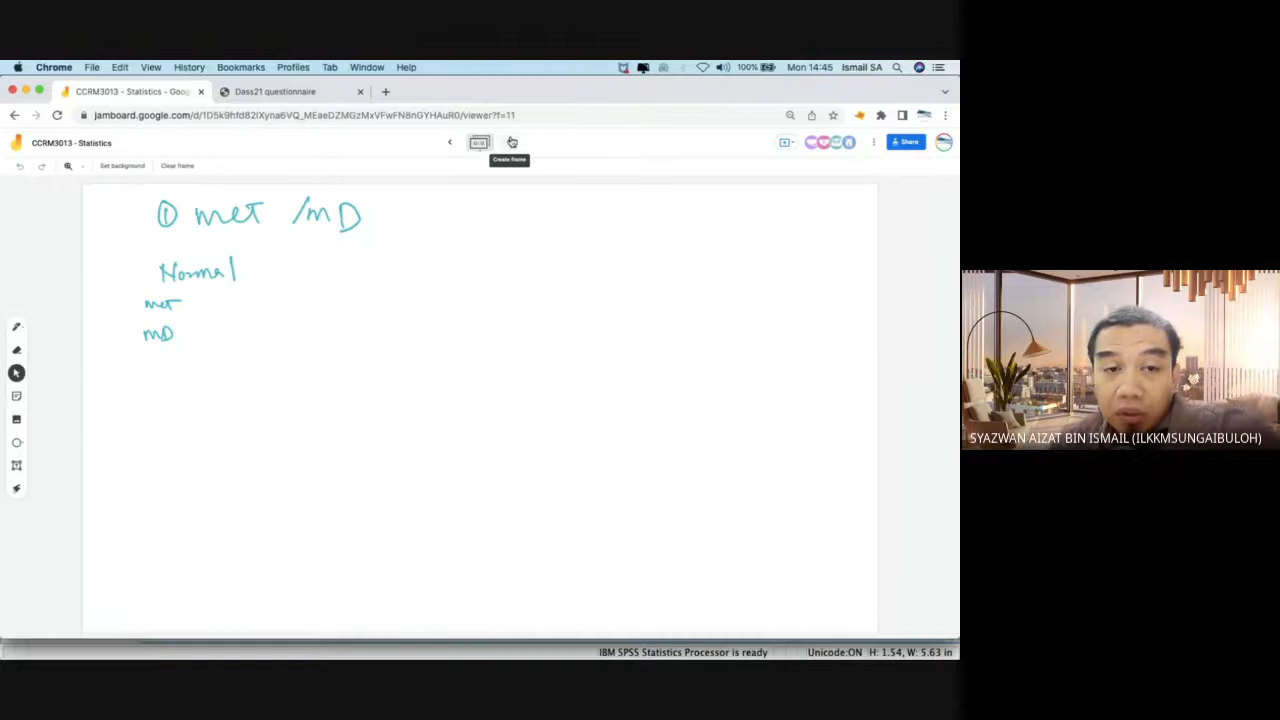 Chrome File Edit View History Bookmarks Profiles Tab Window Help 100% Mon 14:45 Ismail SA
CCRM3013 - Statistics - Goog Dass21 questionnaire
jamboard.google.com/d/1D5k9hfd82IXyna6VQ_MEaeDZMGzMxVFwFN8nGYHAuR0/viewer?f=11
CCRM3013 - Statistics
Share
Create frame
Set background Clear frame
① met /mD
Normal
met
mD
SYAZWAN AIZAT BIN ISMAIL (ILKKMSUNGAIBULOH)
IBM SPSS Statistics Processor is ready Unicode:ON H: 1.54, W: 5.63 in